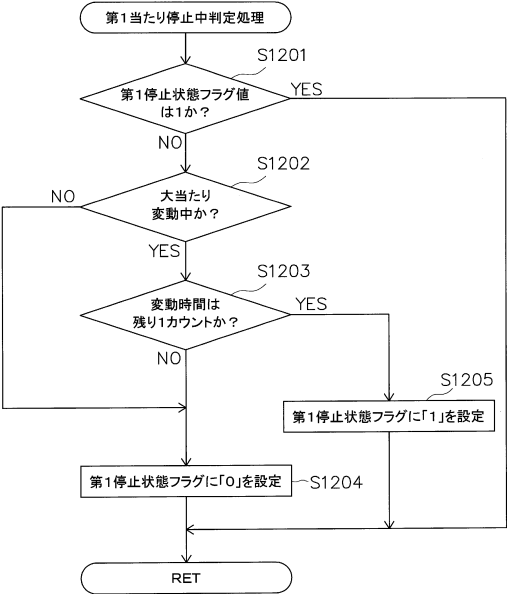 第1当たり停止中判定処理
S1201
第1停止状態フラグ値
は1か?
YES
NO
S1202
NO
大当たり
変動中か?
YES
S1203
変動時間は
残り1カウントか?
YES
NO
S1205
第1停止状態フラグに「1」を設定
第1停止状態フラグに「0」を設定
S1204
RET